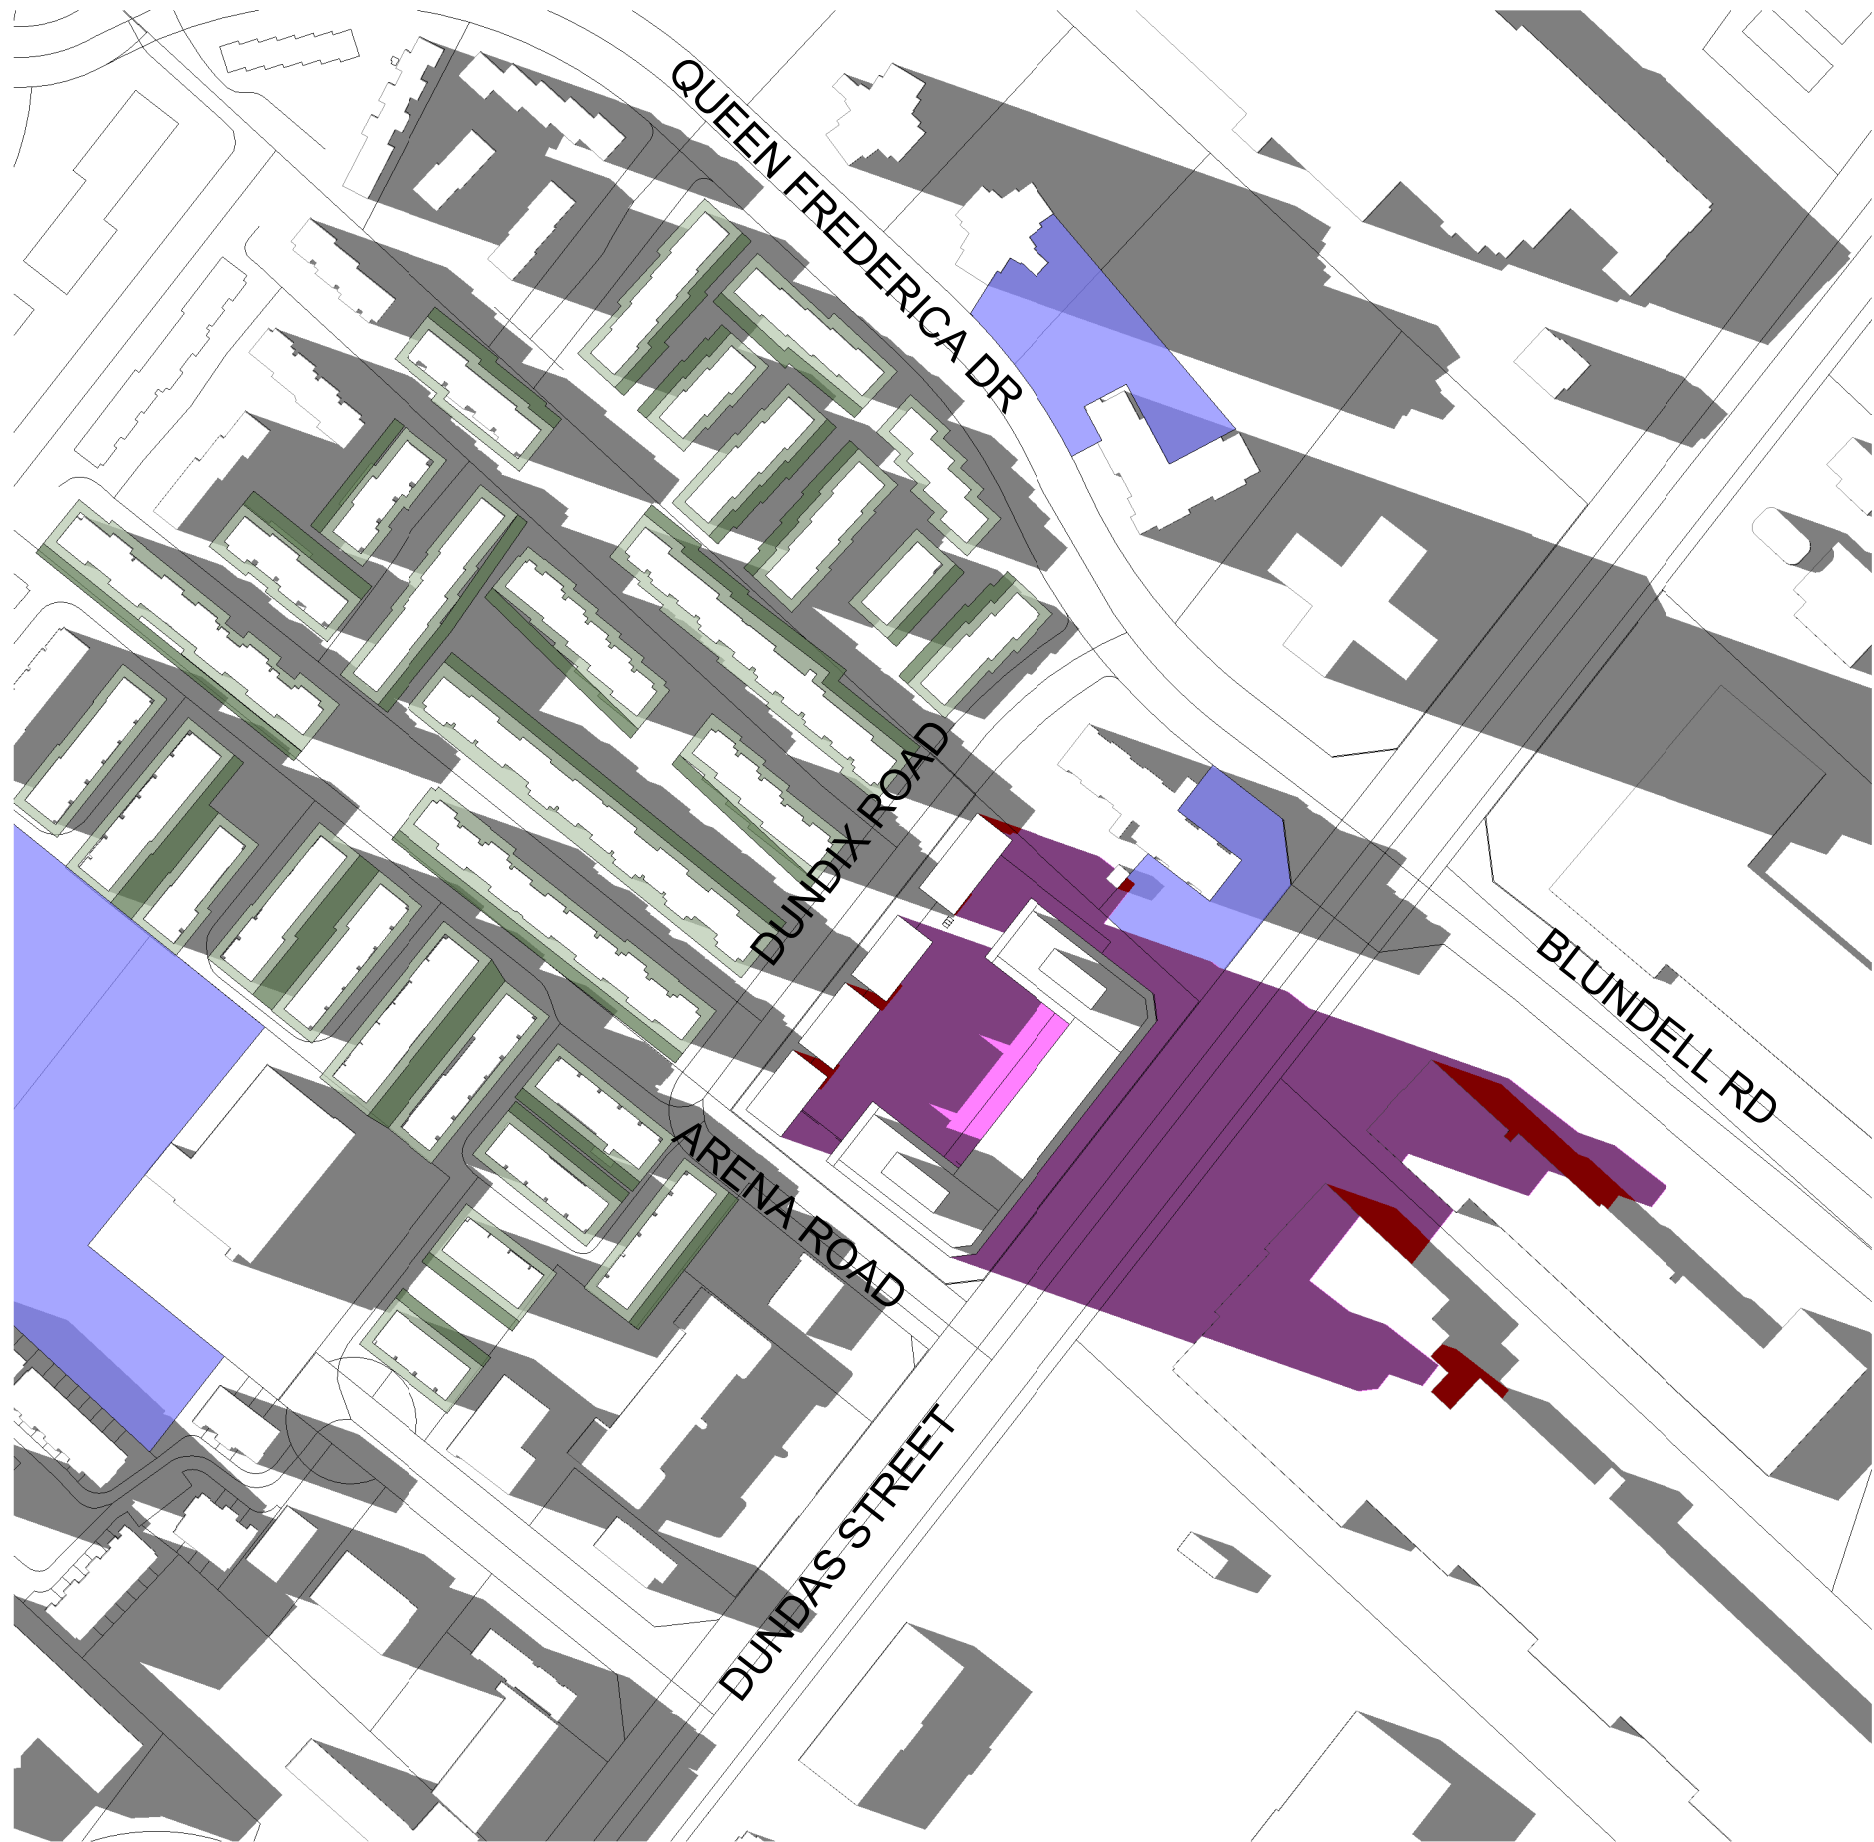 QUEEN FREDERICA DR
DUNDIX ROAD
BLUNDELL RD
ARENA ROAD
DUNDAS STREET